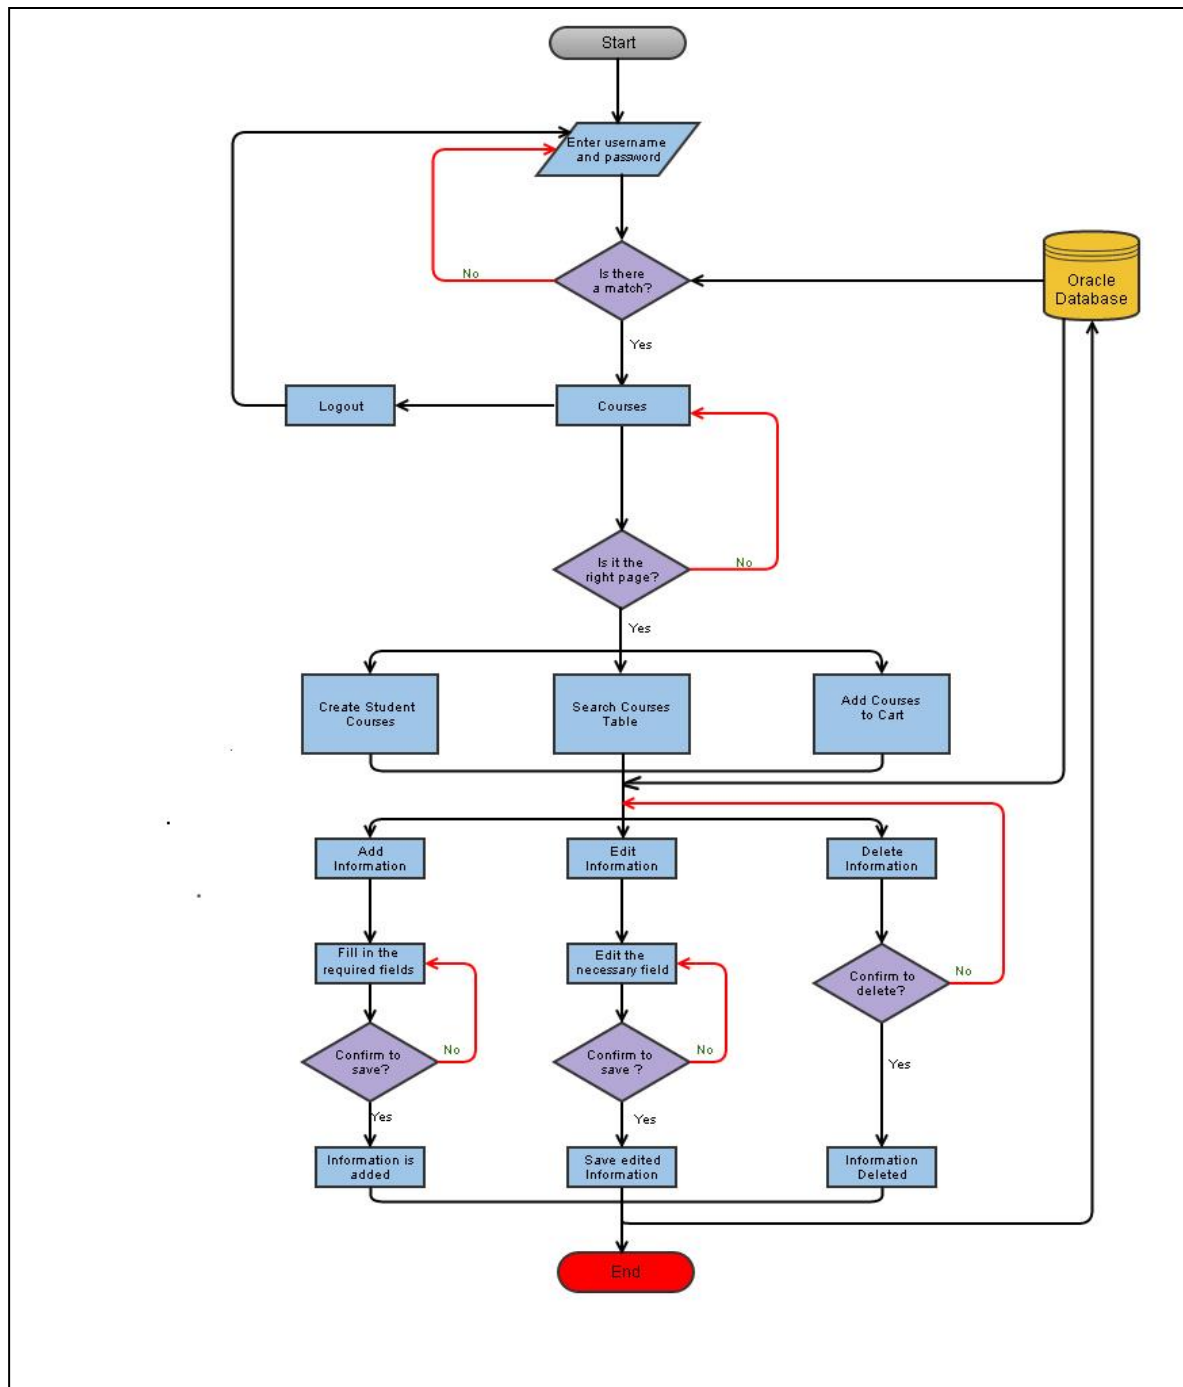 Start
Enter username
and password
Is there
a match?
No
Oracle
Database
Yes
Logout
Courses
Is it the
right page?
No
Yes
Create Student
Courses
Search Courses
Table
Add Courses
to Cart
Add
Information
Edit
Information
Delete
Information
Fill in the
required fields
Edit the
necessary field
Confirm to
delete?
No
Confirm to
save?
No
Confirm to
save ?
No
Yes
Yes
Yes
Information is
added
Save edited
Information
Information
Deleted
End